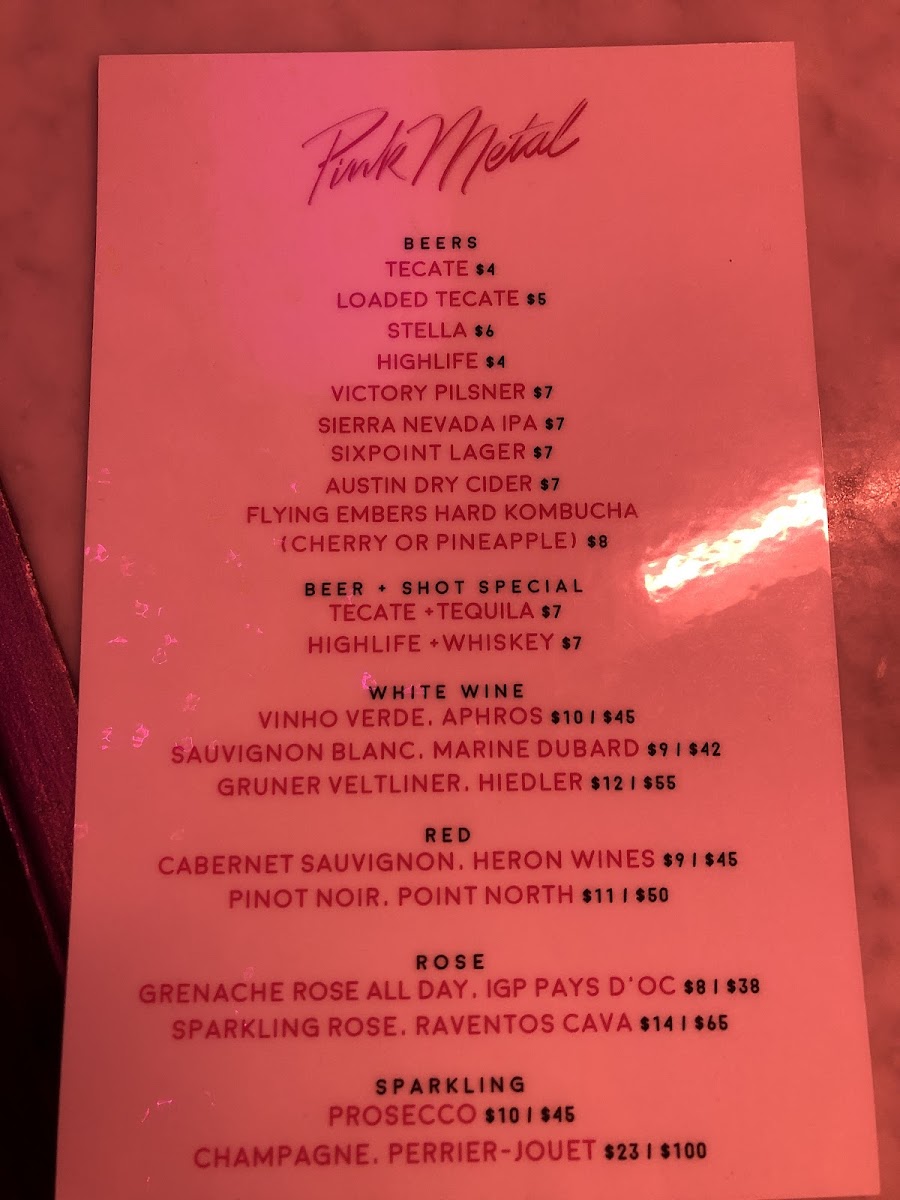 Pink Metal
BEERS
TECATE $4
LOADED TECATE $5
STELLA $6
HIGHLIFE $4
VICTORY PILSNER $7
SIERRA NEVADA IPA $7
SIXPOINT LAGER $7
AUSTIN DRY CIDER $7
FLYING EMBERS HARD KOMBUCHA
(CHERRY OR PINEAPPLE) $8
BEER + SHOT SPECIAL
TECATE +TEQUILA $7
HIGHLIFE +WHISKEY $7
WHITE WINE
VINHO VERDE, APHROS $10 | $45
SAUVIGNON BLANC, MARINE DUBARD $9 | $42
GRUNER VELTLINER, HIEDLER $12 | $55
RED
CABERNET SAUVIGNON, HERON WINES $9 | $45
PINOT NOIR, POINT NORTH $11 | $50
ROSE
GRENACHE ROSE ALL DAY, IGP PAYS D'OC $8 | $38
SPARKLING ROSE, RAVENTOS CAVA $14 | $65
SPARKLING
PROSECCO $10 | $45
CHAMPAGNE, PERRIER-JOUET $23 | $100